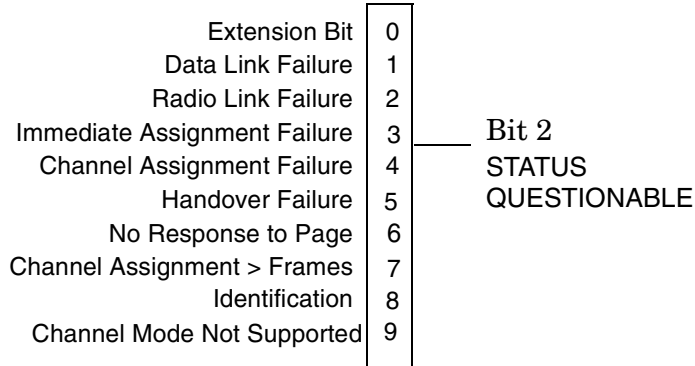 Extension Bit 0
Data Link Failure 1
Radio Link Failure 2
Immediate Assignment Failure 3
Channel Assignment Failure 4
Handover Failure 5
No Response to Page 6
Channel Assignment > Frames 7
Identification 8
Channel Mode Not Supported 9
Bit 2
STATUS
QUESTIONABLE